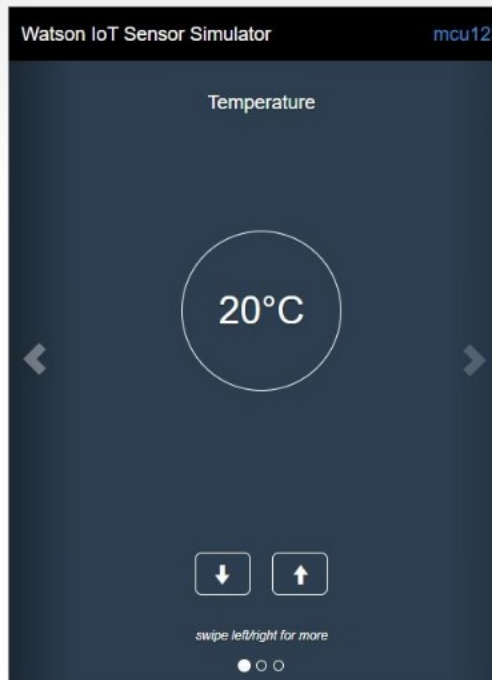 Watson IoT Sensor Simulator mcu12
Temperature
20°C
swipe left/right for more